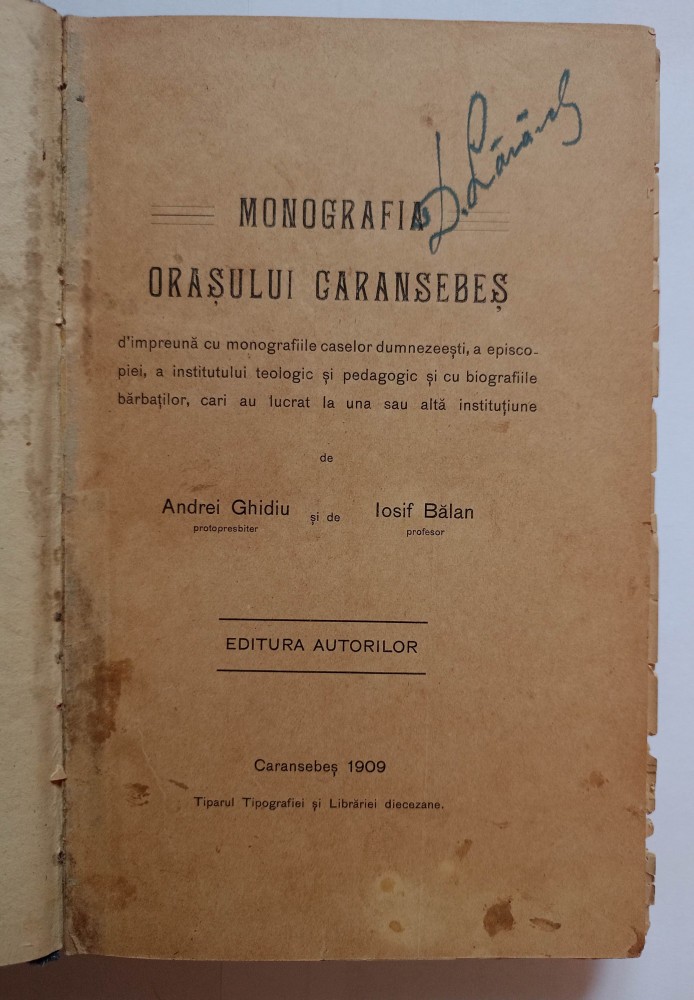 MONOGRAFIA
ORAȘULUI CARANSEBEȘ
d'impreună cu monografiile caselor dumnezeești, a episco-
piei, a institutului teologic și pedagogic și cu biografiile
bărbaților, cari au lucrat la una sau altă instituțiune
de
Andrei Ghidiu și de Iosif Bălan
protopresbiter profesor
EDITURA AUTORILOR
Caransebeș 1909
Tiparul Tipografiei și Librăriei diecezane.